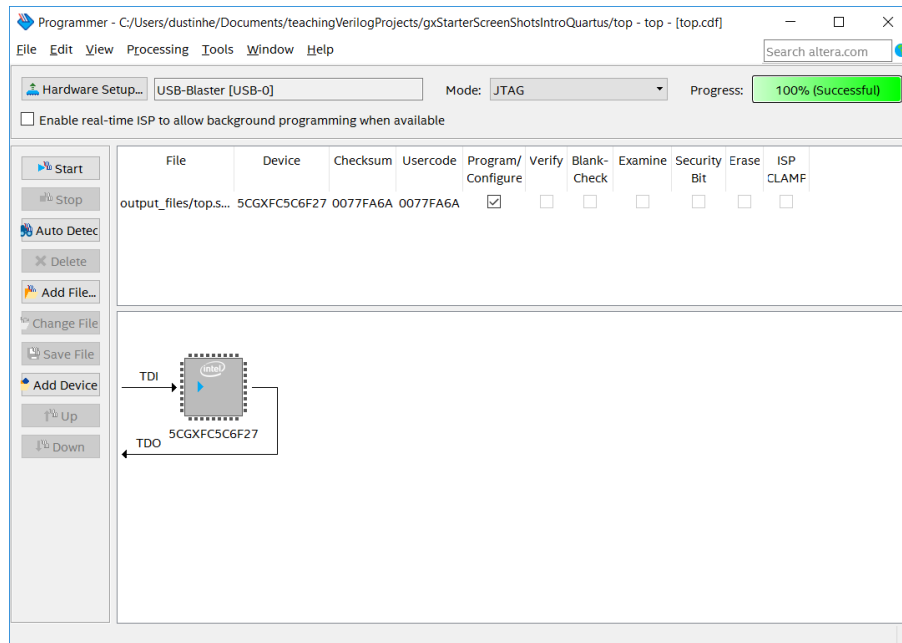 Programmer - C:/Users/dustinhe/Documents/teachingVerilogProjects/gxStarterScreenShotsIntroQuartus/top - top - [top.cdf]
File Edit View Processing Tools Window Help
Search altera.com
Hardware Setup... USB-Blaster [USB-0] Mode: JTAG Progress: 100% (Successful)
Enable real-time ISP to allow background programming when available
File Device Checksum Usercode Program/ Verify Blank- Examine Security Erase ISP
Configure Check Bit CLAMF
output_files/top.s... 5CGXFC5C6F27 0077FA6A 0077FA6A
Start
Stop
Auto Detec
Delete
Add File...
Change File
Save File
Add Device
Up
Down
intel
TDI
5CGXFC5C6F27
TDO